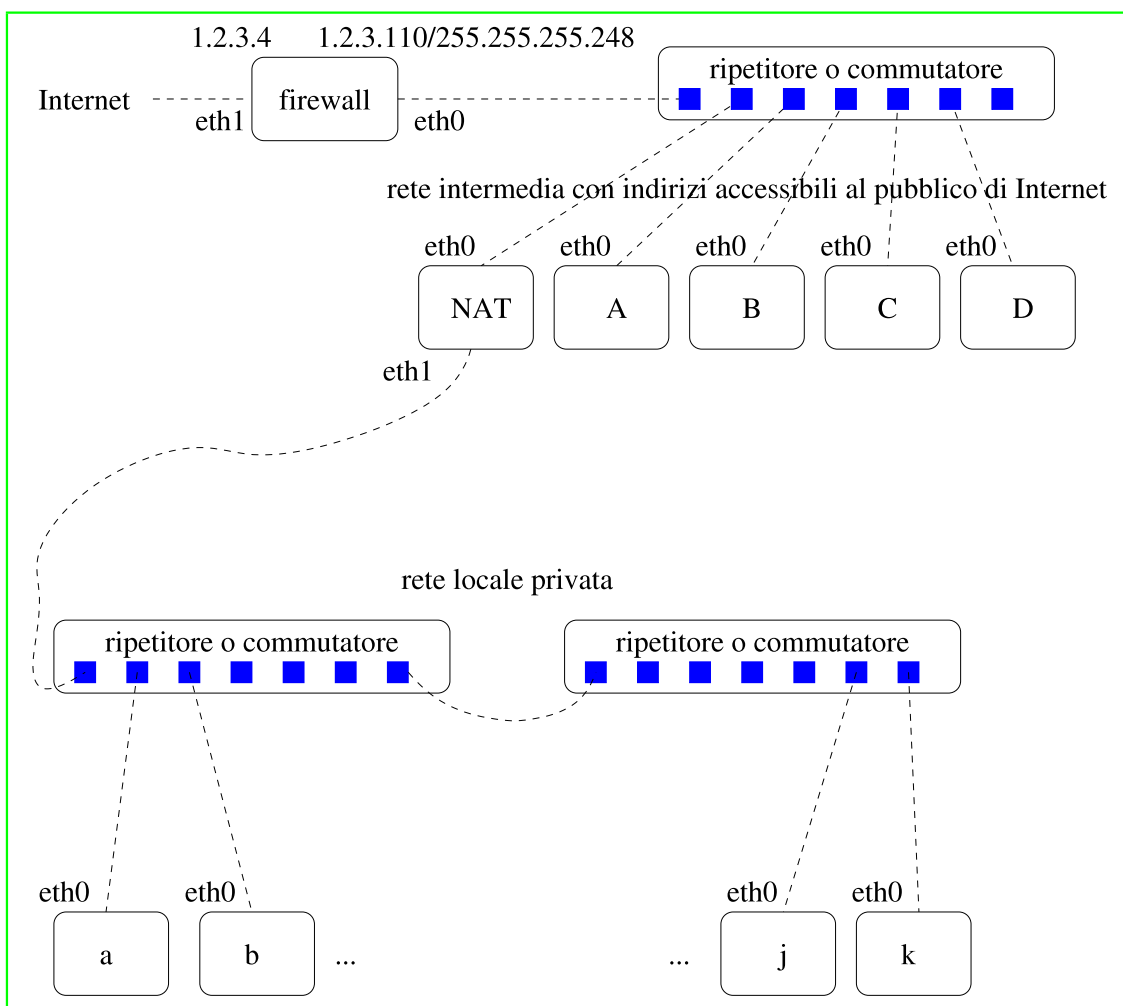 1.2.3.4 1.2.3.110/255.255.255.248
ripetitore o commutatore
Internet firewall
eth1 eth0
rete intermedia con indirizi accessibili al pubblico di Internet
eth0 eth0 eth0 eth0 eth0
NAT A B C D
eth1
rete locale privata
ripetitore o commutatore ripetitore o commutatore
eth0 eth0 eth0 eth0
a b ... ... j k